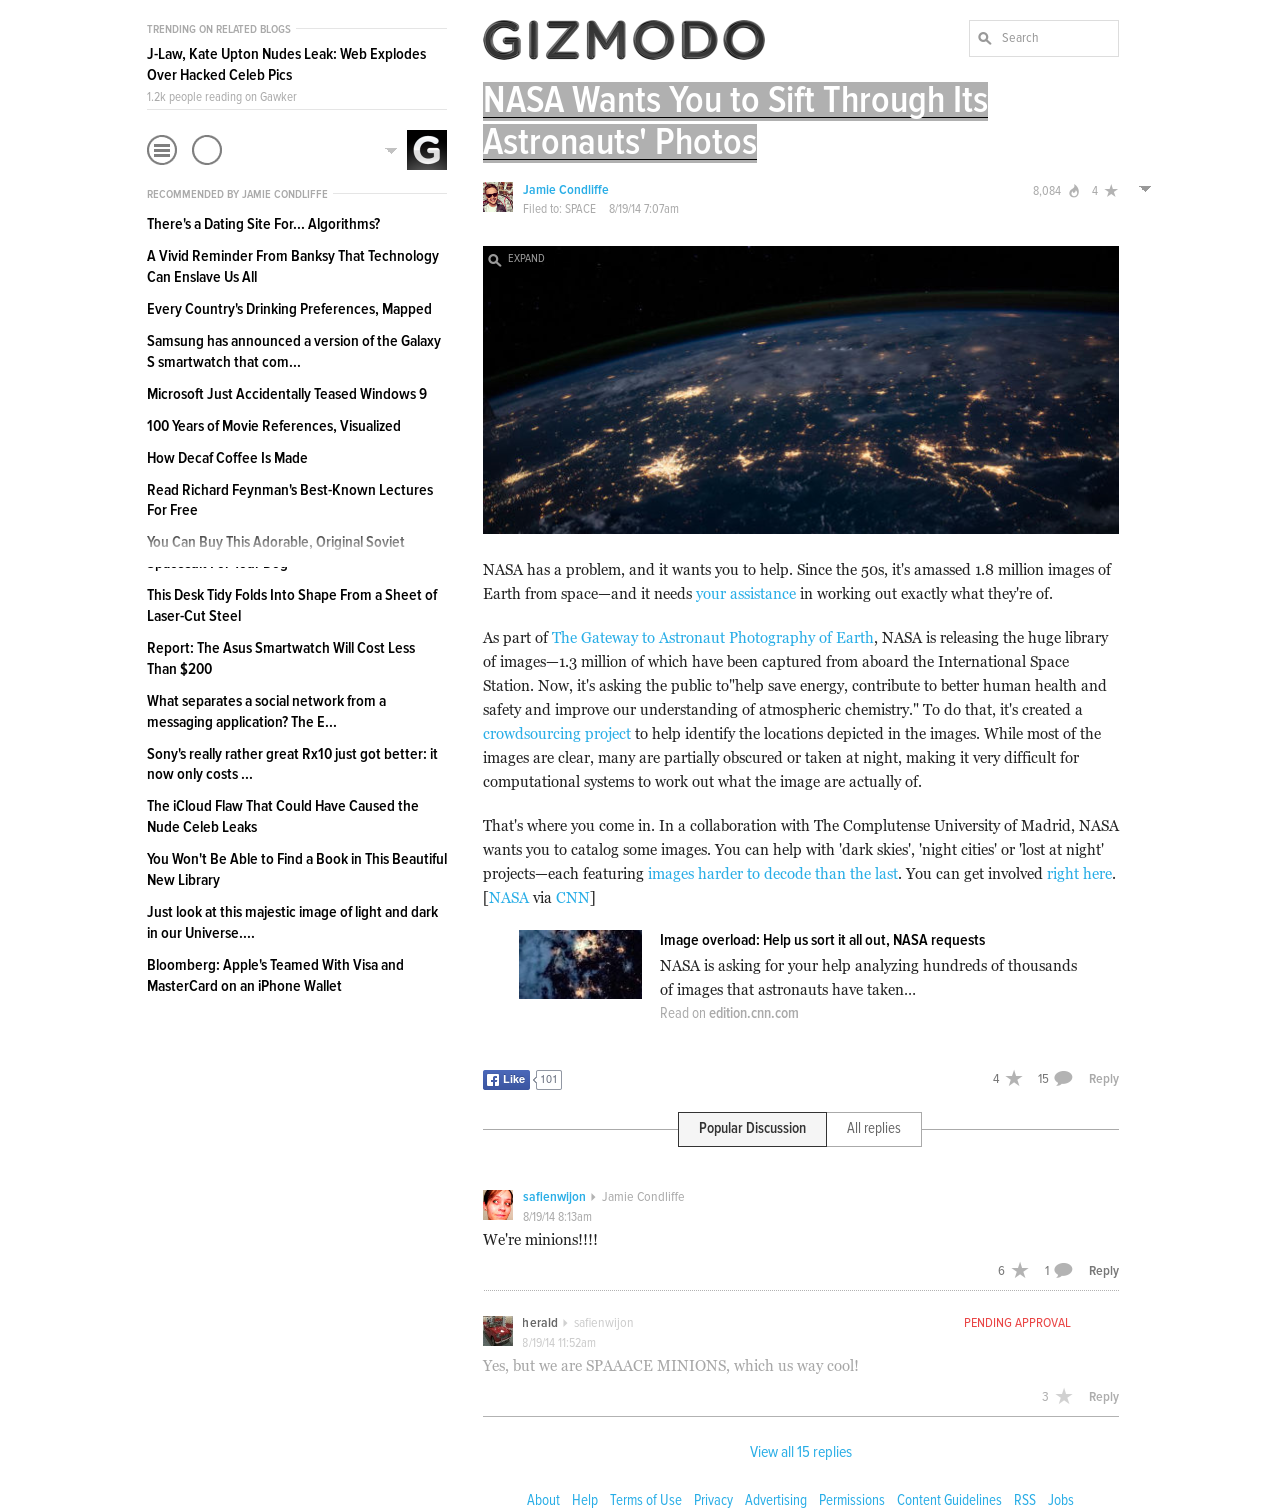 TRENDING ON RELATED BLOGS
J-Law, Kate Upton Nudes Leak: Web Explodes
Over Hacked Celeb Pics
1.2k people reading on Gawker
G
RECOMMENDED BY JAMIE CONDLIFFE
There's a Dating Site For... Algorithms?
A Vivid Reminder From Banksy That Technology
Can Enslave Us All
Every Country's Drinking Preferences, Mapped
Samsung has announced a version of the Galaxy
S smartwatch that com...
Microsoft Just Accidentally Teased Windows 9
100 Years of Movie References, Visualized
How Decaf Coffee Is Made
Read Richard Feynman's Best-Known Lectures
For Free
You Can Buy This Adorable, Original Soviet
Spacesuit For Your Dog
This Desk Tidy Folds Into Shape From a Sheet of
Laser-Cut Steel
Report: The Asus Smartwatch Will Cost Less
Than $200
What separates a social network from a
messaging application? The E...
Sony's really rather great Rx10 just got better: it
now only costs ...
The iCloud Flaw That Could Have Caused the
Nude Celeb Leaks
You Won't Be Able to Find a Book in This Beautiful
New Library
Just look at this majestic image of light and dark
in our Universe....
Bloomberg: Apple's Teamed With Visa and
MasterCard on an iPhone Wallet
GIZMODO
Search
NASA Wants You to Sift Through Its
Astronauts' Photos
Jamie Condliffe
8,084 4
Filed to: SPACE 8/19/14 7:07am
EXPAND
NASA has a problem, and it wants you to help. Since the 50s, it's amassed 1.8 million images of
Earth from space—and it needs your assistance in working out exactly what they're of.
As part of The Gateway to Astronaut Photography of Earth, NASA is releasing the huge library
of images—1.3 million of which have been captured from aboard the International Space
Station. Now, it's asking the public to"help save energy, contribute to better human health and
safety and improve our understanding of atmospheric chemistry." To do that, it's created a
crowdsourcing project to help identify the locations depicted in the images. While most of the
images are clear, many are partially obscured or taken at night, making it very difficult for
computational systems to work out what the image are actually of.
That's where you come in. In a collaboration with The Complutense University of Madrid, NASA
wants you to catalog some images. You can help with 'dark skies', 'night cities' or 'lost at night'
projects—each featuring images harder to decode than the last. You can get involved right here.
[NASA via CNN]
Image overload: Help us sort it all out, NASA requests
NASA is asking for your help analyzing hundreds of thousands
of images that astronauts have taken...
Read on edition.cnn.com
Like 101
4 15 Reply
Popular Discussion All replies
safienwijon Jamie Condliffe
8/19/14 8:13am
We're minions!!!!
6 1 Reply
herald safienwijon PENDING APPROVAL
8/19/14 11:52am
Yes, but we are SPAAACE MINIONS, which us way cool!
3 Reply
View all 15 replies
About Help Terms of Use Privacy Advertising Permissions Content Guidelines RSS Jobs